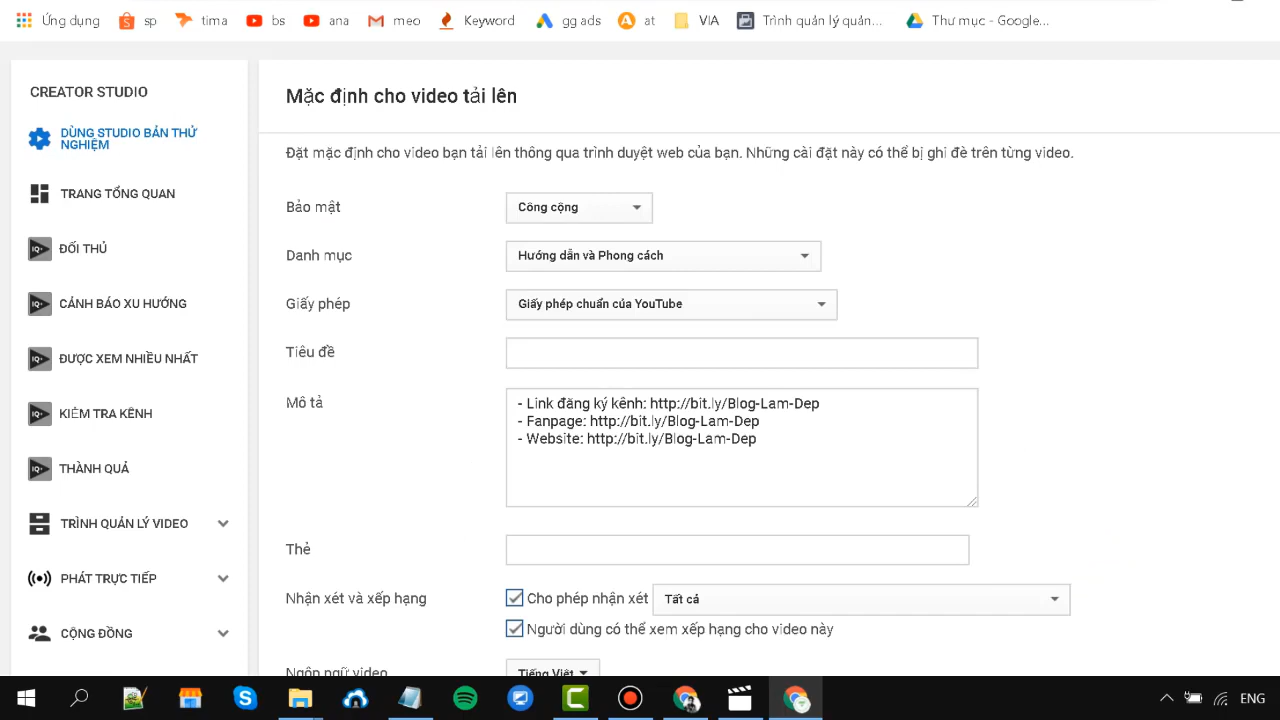 Ứng dụng sp tima bs ana meo Keyword gg ads at VIA Trình quản lý quản... Thư mục - Google...
CREATOR STUDIO
DÙNG STUDIO BẢN THỬ
NGHIỆM
TRANG TỔNG QUAN
ĐỐI THỦ
CẢNH BÁO XU HƯỚNG
ĐƯỢC XEM NHIỀU NHẤT
KIỂM TRA KÊNH
THÀNH QUẢ
TRÌNH QUẢN LÝ VIDEO
PHÁT TRỰC TIẾP
CỘNG ĐỒNG
Mặc định cho video tải lên
Đặt mặc định cho video bạn tải lên thông qua trình duyệt web của bạn. Những cài đặt này có thể bị ghi đè trên từng video.
Bảo mật Công cộng
Danh mục Hướng dẫn và Phong cách
Giấy phép Giấy phép chuẩn của YouTube
Tiêu đề
Mô tả
- Link đăng ký kênh: http://bit.ly/Blog-Lam-Dep
- Fanpage: http://bit.ly/Blog-Lam-Dep
- Website: http://bit.ly/Blog-Lam-Dep
Thẻ
Nhận xét và xếp hạng Cho phép nhận xét Tất cả
Người dùng có thể xem xếp hạng cho video này
Ngôn ngữ video Tiếng Việt
ENG